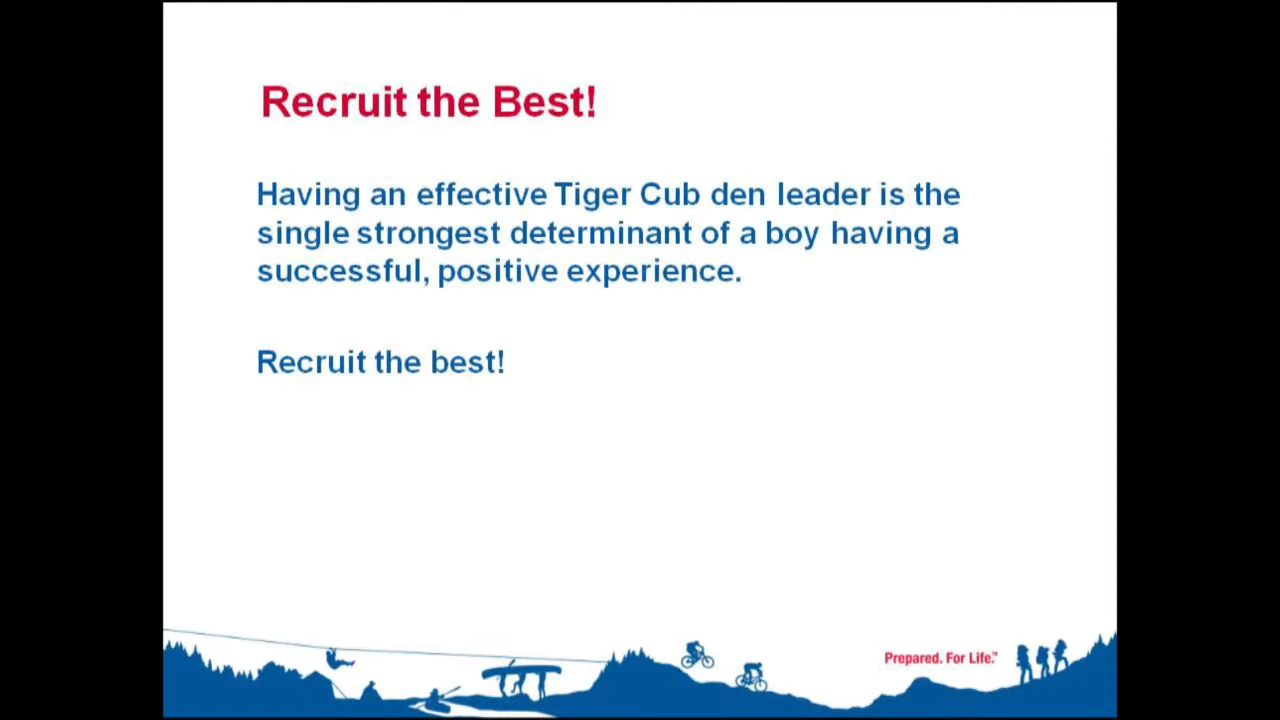 Recruit the Best!
Having an effective Tiger Cub den leader is the
single strongest determinant of a boy having a
successful, positive experience.
Recruit the best!
Prepared. For Life.™